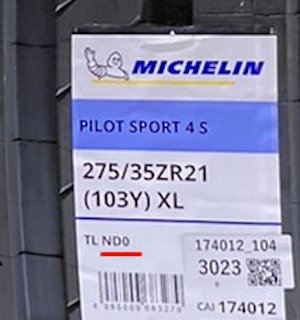 MICHELIN
PILOT SPORT 4 S
275/35ZR21
(103Y) XL
TL ND0
174012_104
3023
CAI 174012